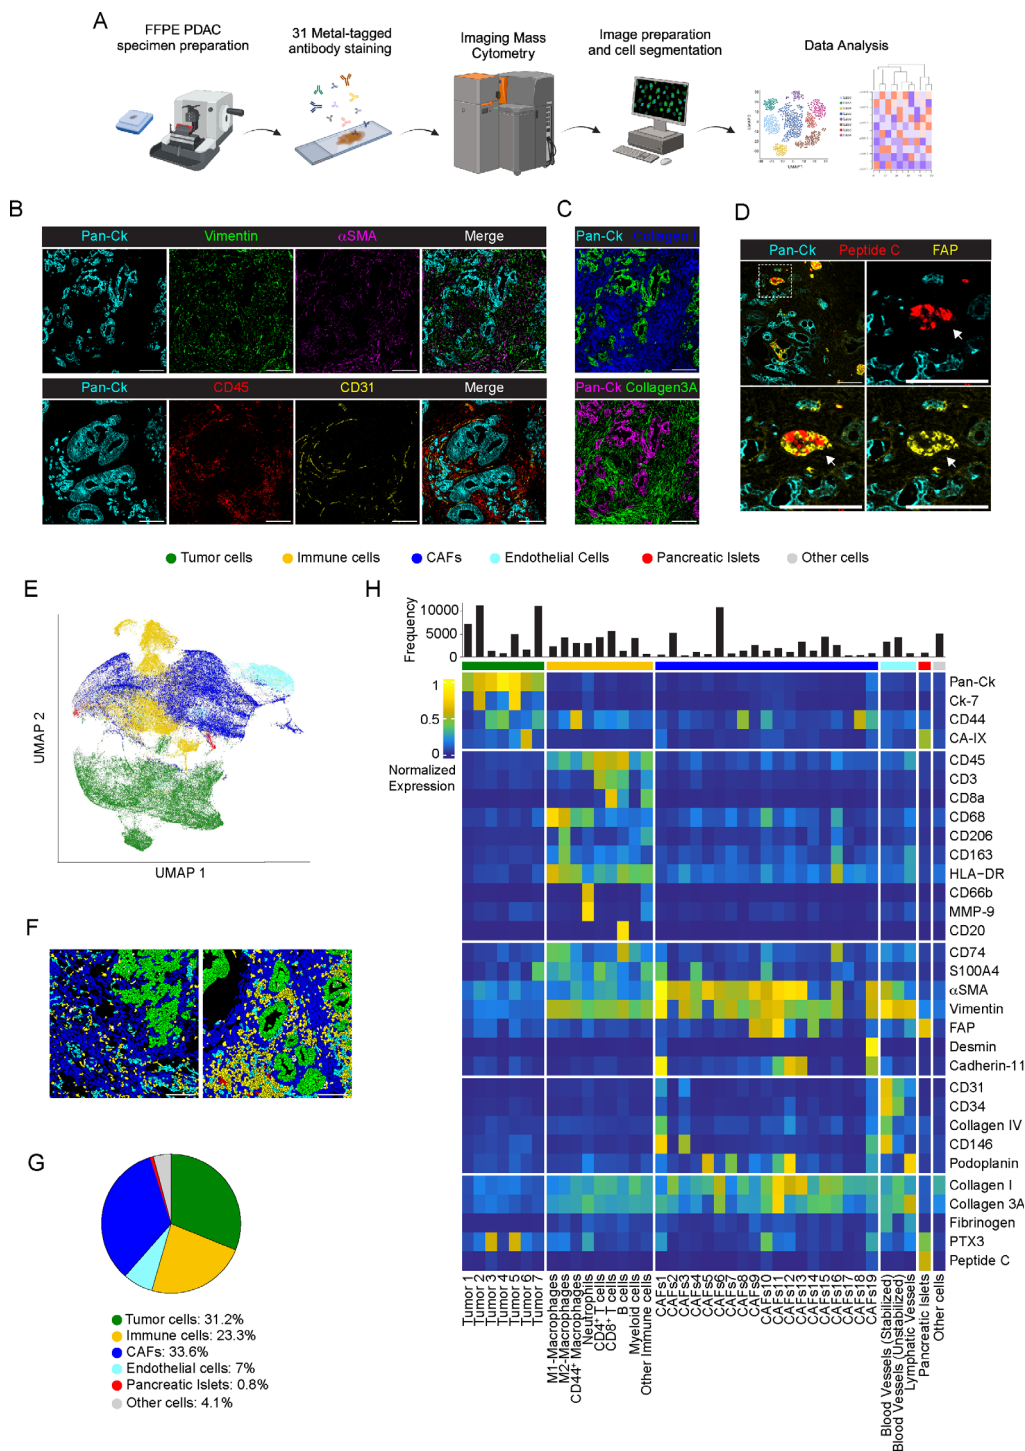 A
FFPE PDAC
specimen preparation
31 Metal-tagged
antibody staining
Imaging Mass
Cytometry
Image preparation
and cell segmentation
Data Analysis
UMAP1
B
Pan-Ck
Vimentin
αSMA
Merge
Pan-Ck
CD45
CD31
Merge
C
Pan-Ck Collagen I
Pan-Ck Collagen3A
D
Pan-Ck
Peptide C
FAP
Tumor cells
Immune cells
CAFs
Endothelial Cells
Pancreatic Islets
Other cells
E
UMAP 2
UMAP 1
F
G
Tumor cells: 31.2%
Immune cells: 23.3%
CAFs: 33.6%
Endothelial cells: 7%
Pancreatic Islets: 0.8%
Other cells: 4.1%
H
Frequency
10000
5000
0
1
0.5
0
Normalized
Expression
Pan-Ck
Ck-7
CD44
CA-IX
CD45
CD3
CD8a
CD68
CD206
CD163
HLA-DR
CD66b
MMP-9
CD20
CD74
S100A4
αSMA
Vimentin
FAP
Desmin
Cadherin-11
CD31
CD34
Collagen IV
CD146
Podoplanin
Collagen I
Collagen 3A
Fibrinogen
PTX3
Peptide C
Tumor 1
Tumor 2
Tumor 3
Tumor 4
Tumor 5
Tumor 6
Tumor 7
M1-Macrophages
M2-Macrophages
CD44⁺ Macrophages
Neutrophils
CD4⁺ T cells
CD8⁺ T cells
B cells
Myeloid cells
Other Immune cells
CAFs1
CAFs2
CAFs3
CAFs4
CAFs5
CAFs6
CAFs7
CAFs8
CAFs9
CAFs10
CAFs11
CAFs12
CAFs13
CAFs14
CAFs15
CAFs16
CAFs17
CAFs18
CAFs19
Blood Vessels (Stabilized)
Blood Vessels (Unstabilized)
Lymphatic Vessels
Pancreatic Islets
Other cells